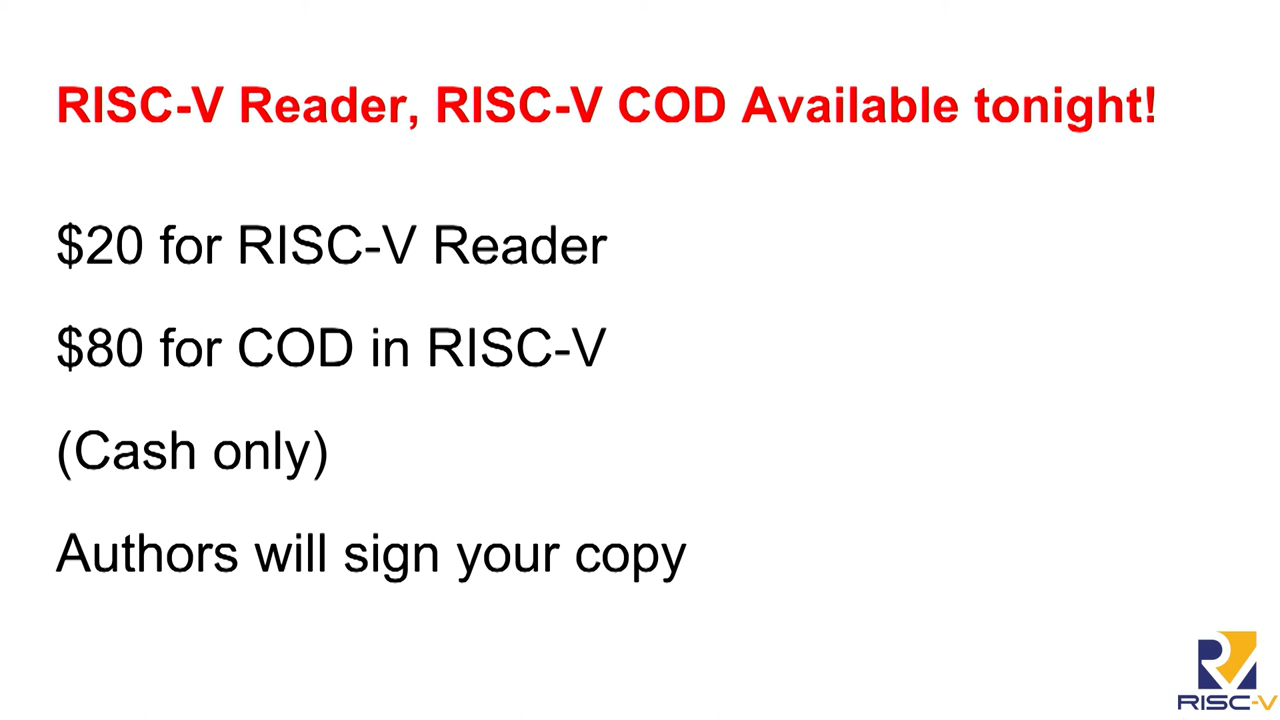 RISC-V Reader, RISC-V COD Available tonight!
$20 for RISC-V Reader
$80 for COD in RISC-V
(Cash only)
Authors will sign your copy
RISC-V